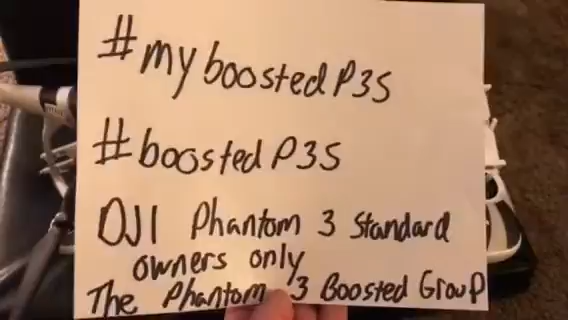 #myboostedP3S
#boostedP3S
DJI Phantom 3 Standard
owners only
The Phantom 3 Boosted Group